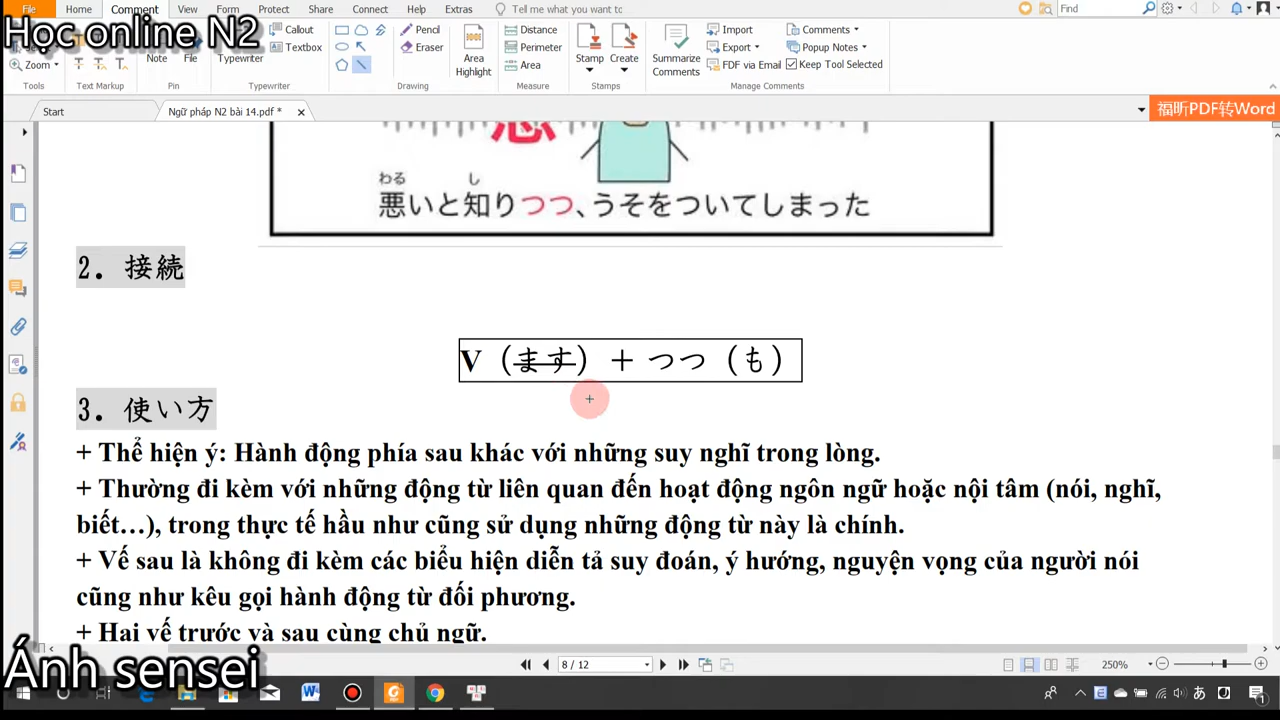 File Home Comment View Form Protect Share Connect Help Extras Tell me what you want to Find
Học online N2
Callout Pencil Distance Import Comments
Textbox Eraser Perimeter Export Popup Notes
Zoom Note File Typewriter Area Highlight Area Stamp Create Summarize Comments FDF via Email Keep Tool Selected
Tools Text Markup Pin Typewriter Drawing Measure Stamps Manage Comments
Start Ngữ pháp N2 bài 14.pdf * 福昕PDF转Word
わる し
悪いと知りつつ、うそをついてしまった
2. 接続
V（ます）＋つつ（も）
3. 使い方
+ Thể hiện ý: Hành động phía sau khác với những suy nghĩ trong lòng.
+ Thường đi kèm với những động từ liên quan đến hoạt động ngôn ngữ hoặc nội tâm (nói, nghĩ,
biết…), trong thực tế hầu như cũng sử dụng những động từ này là chính.
+ Vế sau là không đi kèm các biểu hiện diễn tả suy đoán, ý hướng, nguyện vọng của người nói
cũng như kêu gọi hành động từ đối phương.
+ Hai vế trước và sau cùng chủ ngữ.
8 / 12 250%
Ánh sensei